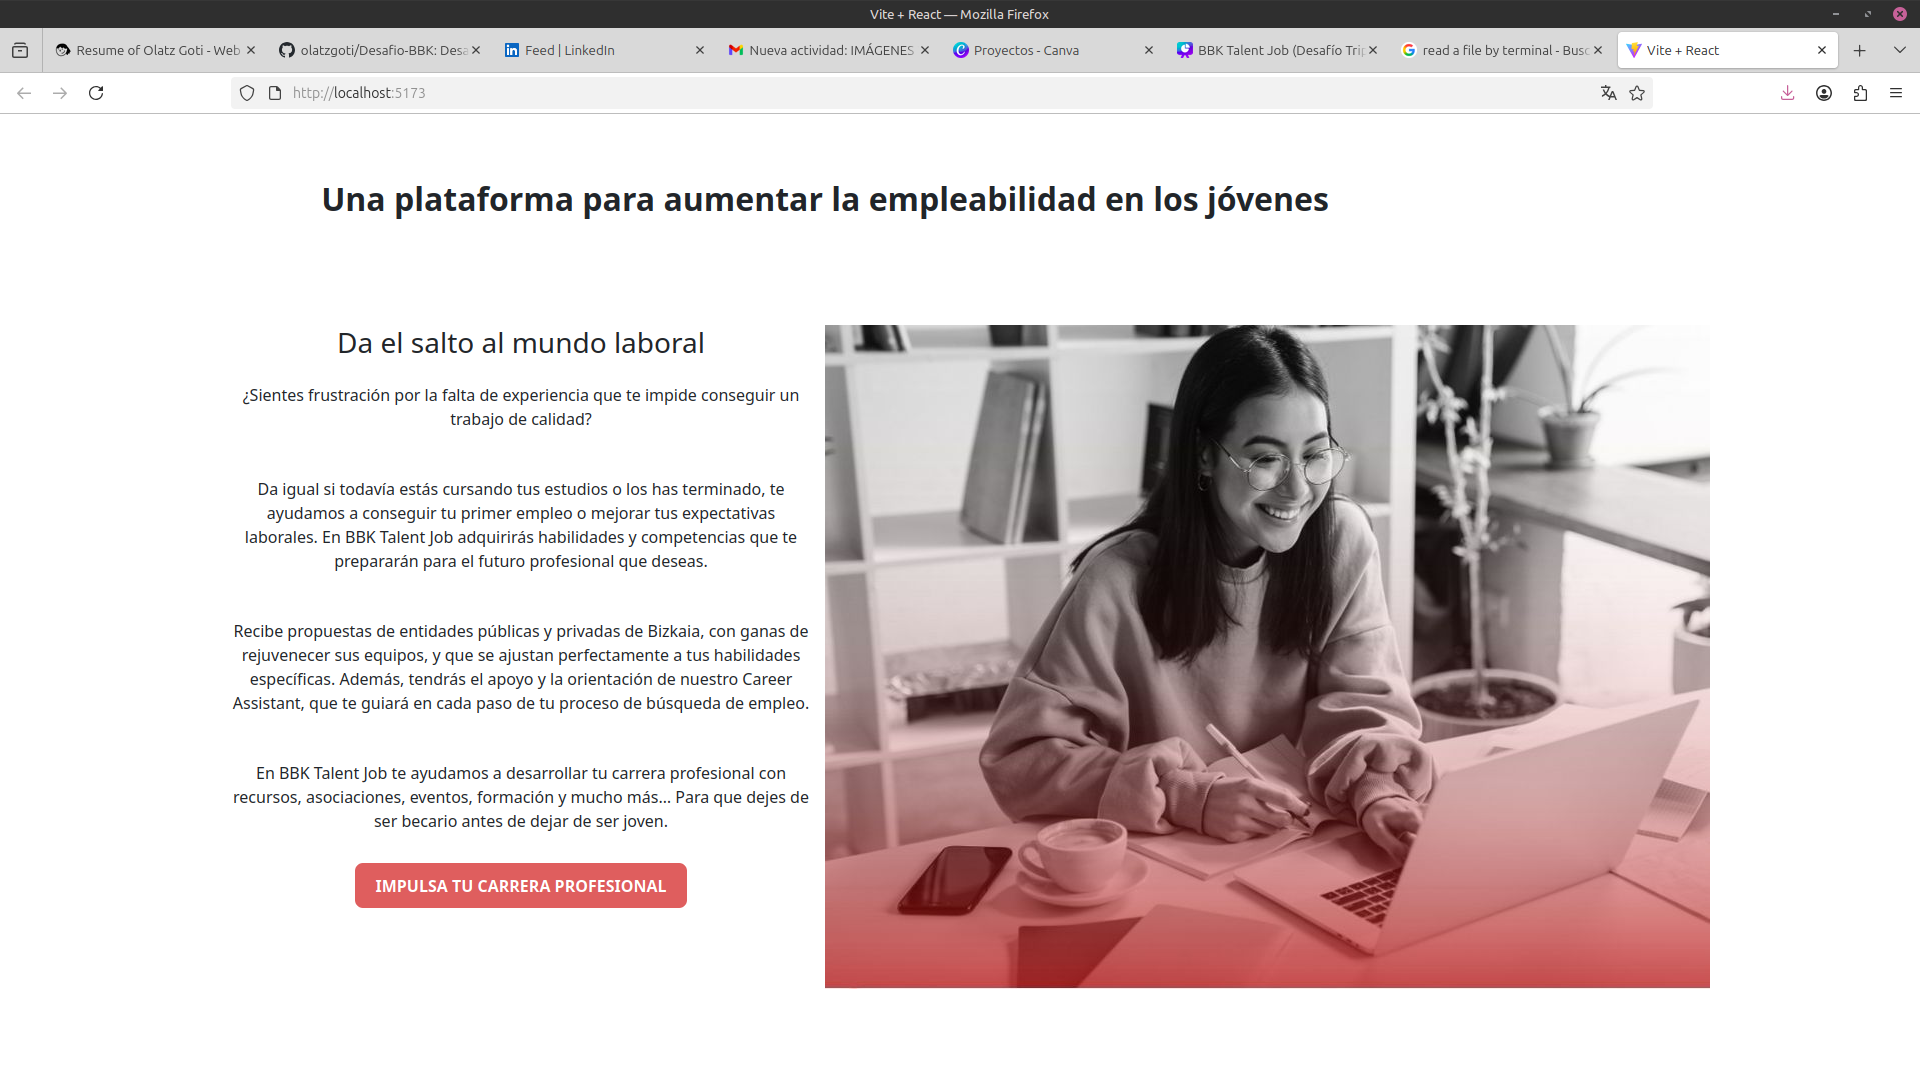 Vite + React — Mozilla Firefox
Resume of Olatz Goti - Web
olatzgoti/Desafio-BBK: Desa
Feed | LinkedIn
Nueva actividad: IMÁGENES
Proyectos - Canva
BBK Talent Job (Desafío Trip
read a file by terminal - Busc
Vite + React
http://localhost:5173
Una plataforma para aumentar la empleabilidad en los jóvenes
Da el salto al mundo laboral
¿Sientes frustración por la falta de experiencia que te impide conseguir un
trabajo de calidad?
Da igual si todavía estás cursando tus estudios o los has terminado, te
ayudamos a conseguir tu primer empleo o mejorar tus expectativas
laborales. En BBK Talent Job adquirirás habilidades y competencias que te
prepararán para el futuro profesional que deseas.
Recibe propuestas de entidades públicas y privadas de Bizkaia, con ganas de
rejuvenecer sus equipos, y que se ajustan perfectamente a tus habilidades
específicas. Además, tendrás el apoyo y la orientación de nuestro Career
Assistant, que te guiará en cada paso de tu proceso de búsqueda de empleo.
En BBK Talent Job te ayudamos a desarrollar tu carrera profesional con
recursos, asociaciones, eventos, formación y mucho más... Para que dejes de
ser becario antes de dejar de ser joven.
IMPULSA TU CARRERA PROFESIONAL